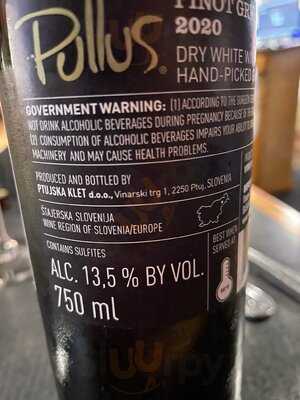 Pullus®
PINOT GR
2020
DRY WHITE W
HAND-PICKED
GOVERNMENT WARNING: (1) ACCORDING TO THE SURGEON
NOT DRINK ALCOHOLIC BEVERAGES DURING PREGNANCY BECAUSE OF
(2) CONSUMPTION OF ALCOHOLIC BEVERAGES IMPAIRS YOUR ABILITY
MACHINERY AND MAY CAUSE HEALTH PROBLEMS.
PRODUCED AND BOTTLED BY
PTUJSKA KLET d.o.o., Vinarski trg 1, 2250 Ptuj, SLOVENIA
ŠTAJERSKA SLOVENIJA
WINE REGION OF SLOVENIA/EUROPE
CONTAINS SULFITES
BEST WHEN
SERVED AT
ALC. 13,5 % BY VOL.
750 ml